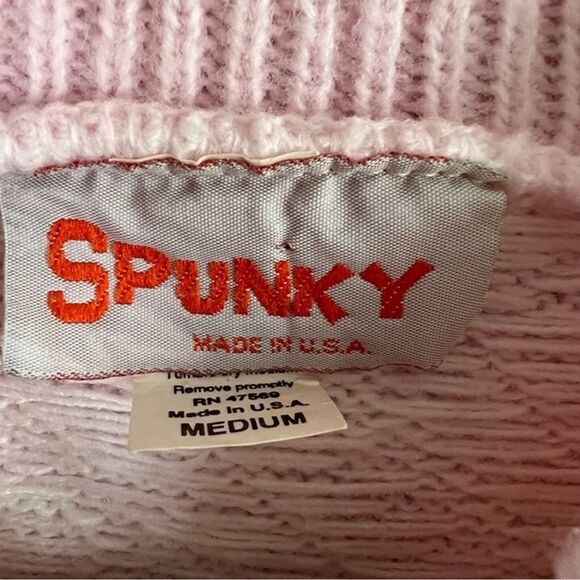 SPUNKY
MADE IN U.S.A.
Remove promptly
RN 47569
Made In U.S.A.
MEDIUM